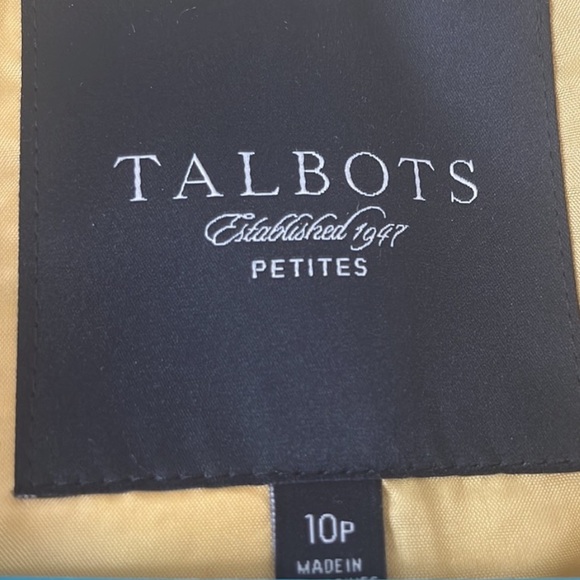 TALBOTS
Established 1947
PETITES
10P
MADE IN